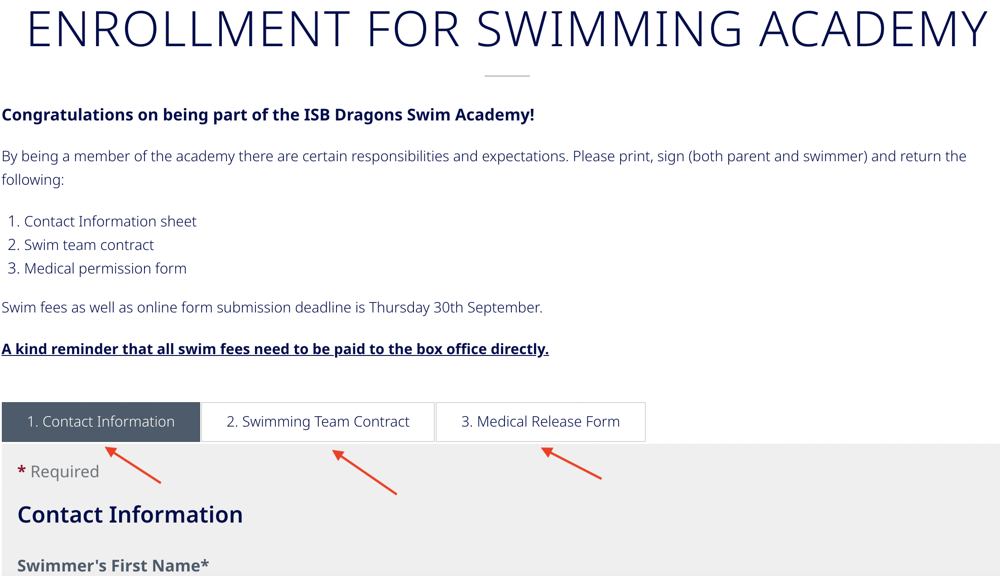 ENROLLMENT FOR SWIMMING ACADEMY
Congratulations on being part of the ISB Dragons Swim Academy!
By being a member of the academy there are certain responsibilities and expectations. Please print, sign (both parent and swimmer) and return the
following:
1. Contact Information sheet
2. Swim team contract
3. Medical permission form
Swim fees as well as online form submission deadline is Thursday 30th September.
A kind reminder that all swim fees need to be paid to the box office directly.
1. Contact Information 2. Swimming Team Contract 3. Medical Release Form
* Required
Contact Information
Swimmer's First Name*